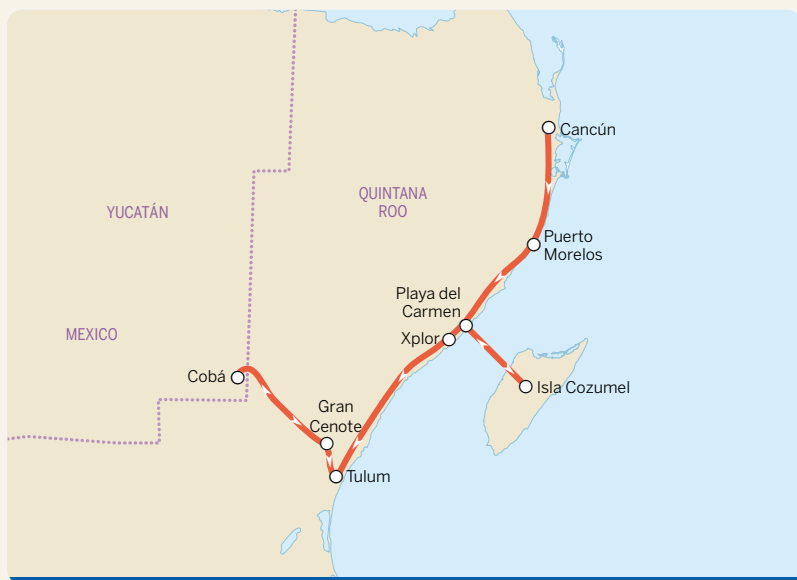 Cancún
YUCATÁN
QUINTANA
ROO
Puerto
Morelos
Playa del
Carmen
MEXICO
Xplor
Cobá
Isla Cozumel
Gran
Cenote
Tulum